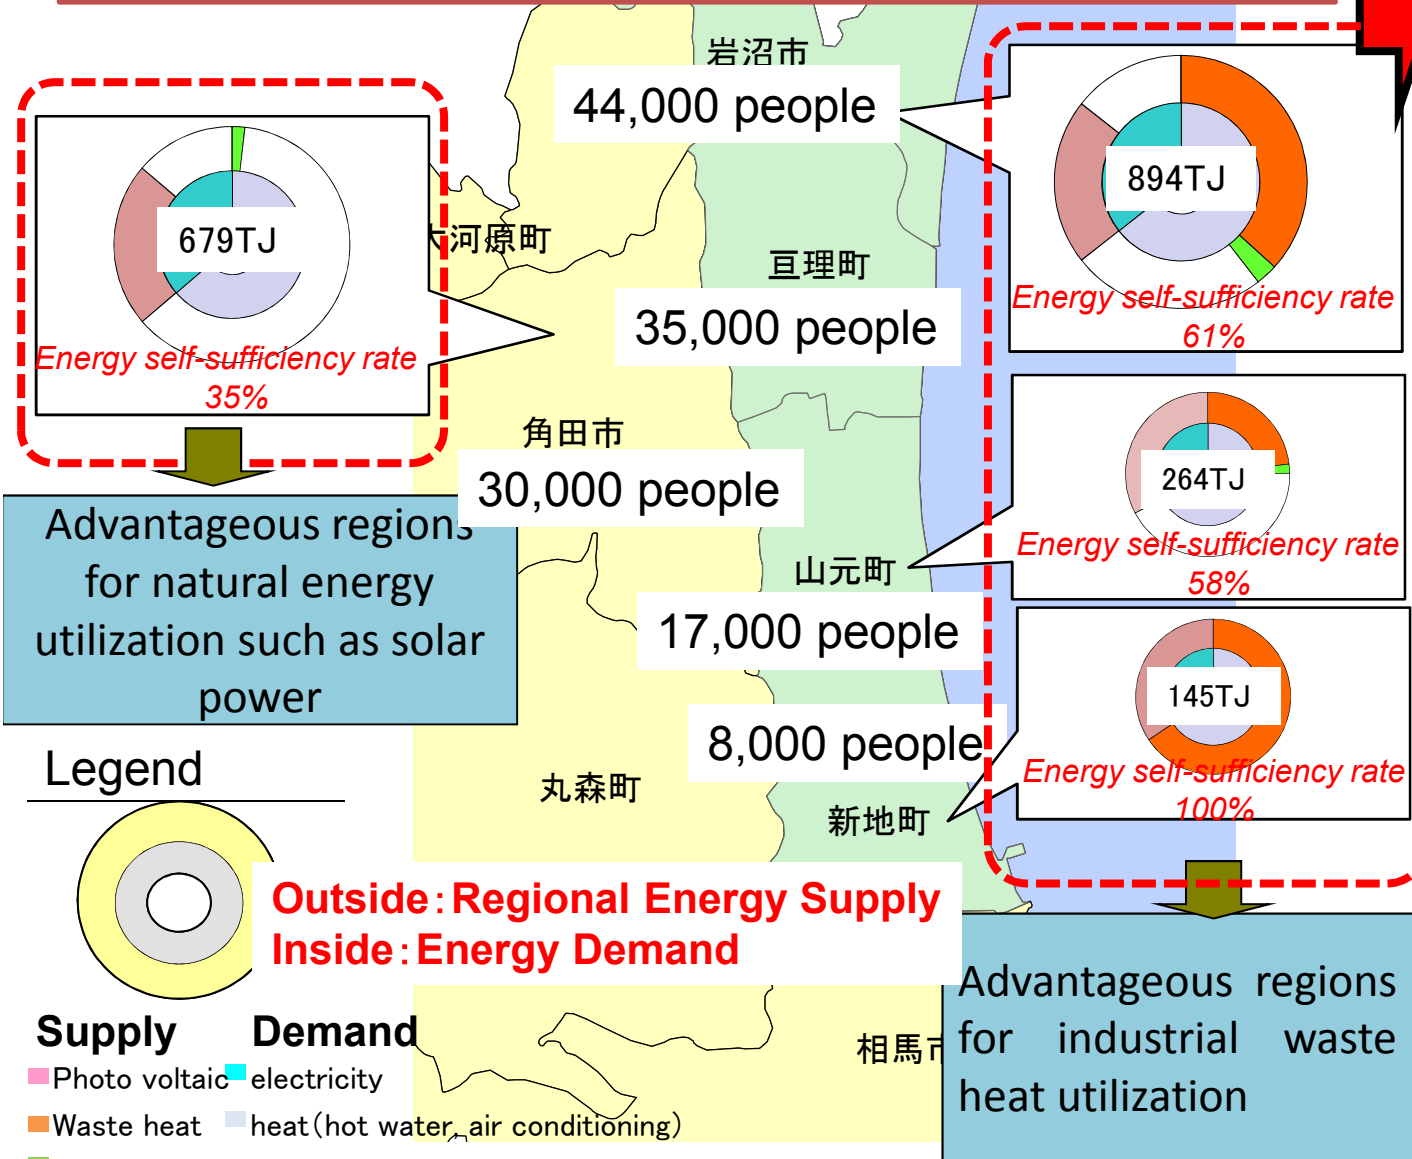 岩沼市
44,000 people
894TJ
Energy self-sufficiency rate
61%
679TJ
Energy self-sufficiency rate
35%
大河原町
亘理町
35,000 people
角田市
30,000 people
264TJ
Energy self-sufficiency rate
58%
Advantageous regions
for natural energy
utilization such as solar
power
山元町
17,000 people
145TJ
Energy self-sufficiency rate
100%
8,000 people
丸森町
新地町
Legend
Outside:Regional Energy Supply
Inside:Energy Demand
Supply Demand
Photo voltaic electricity
Waste heat heat(hot water, air conditioning)
相馬市
Advantageous regions
for industrial waste
heat utilization